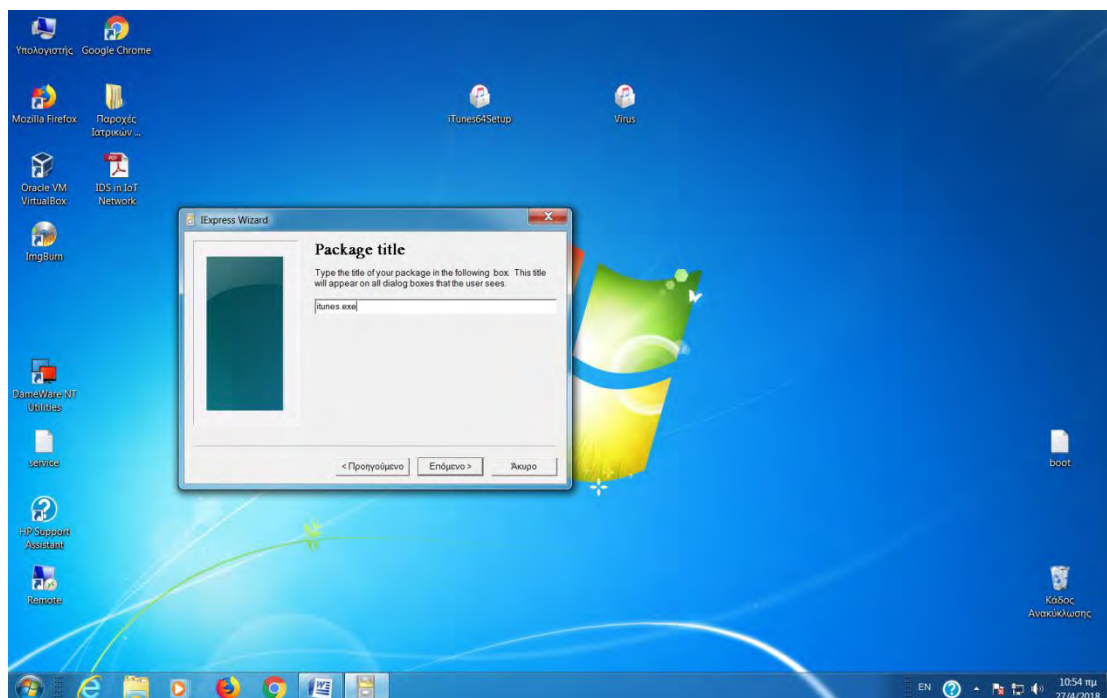 Υπολογιστής
Google Chrome
Mozilla Firefox
Παροχές
Ιατρικών ...
iTunes64Setup
Virus
Oracle VM
VirtualBox
PDF
IDS in IoT
Network
ImgBurn
IExpress Wizard
Package title
Type the title of your package in the following box. This title
will appear on all dialog boxes that the user sees.
itunes.exe
< Προηγούμενο
Επόμενο >
Άκυρο
DameWare NT
Utilities
service
boot
HP Support
Assistant
Remote
Κάδος
Ανακύκλωσης
EN
10:54 πμ
27/4/2018